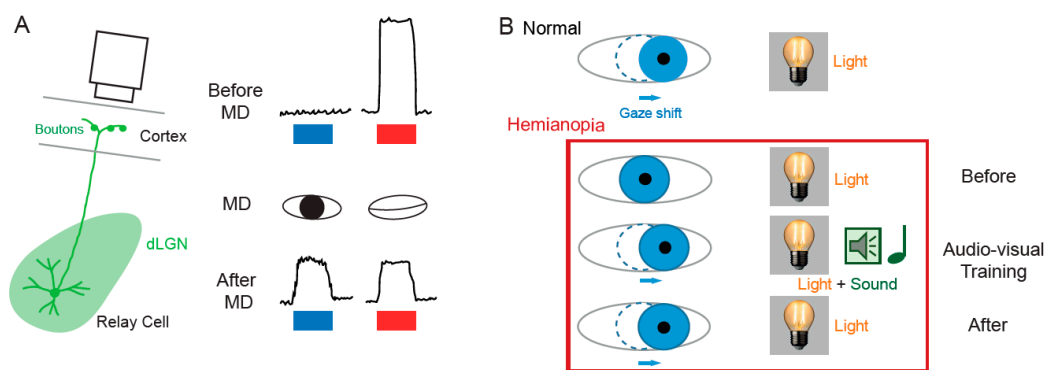 A
Before
MD
Boutons
Cortex
MD
dLGN
After
MD
Relay Cell
B
Normal
Light
Gaze shift
Hemianopia
Light
Before
Audio-visual
Training
Light + Sound
Light
After